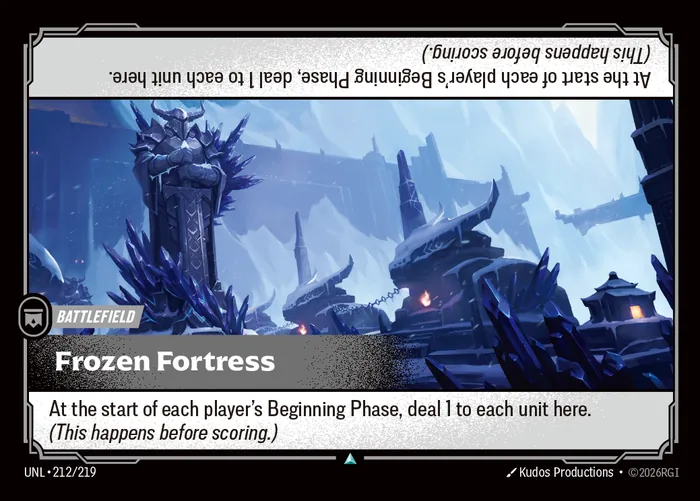 At the start of each player's Beginning Phase, deal 1 to each unit here.
(This happens before scoring.)
BATTLEFIELD
Frozen Fortress
At the start of each player's Beginning Phase, deal 1 to each unit here.
(This happens before scoring.)
UNL • 212/219
Kudos Productions • ©2026RGI